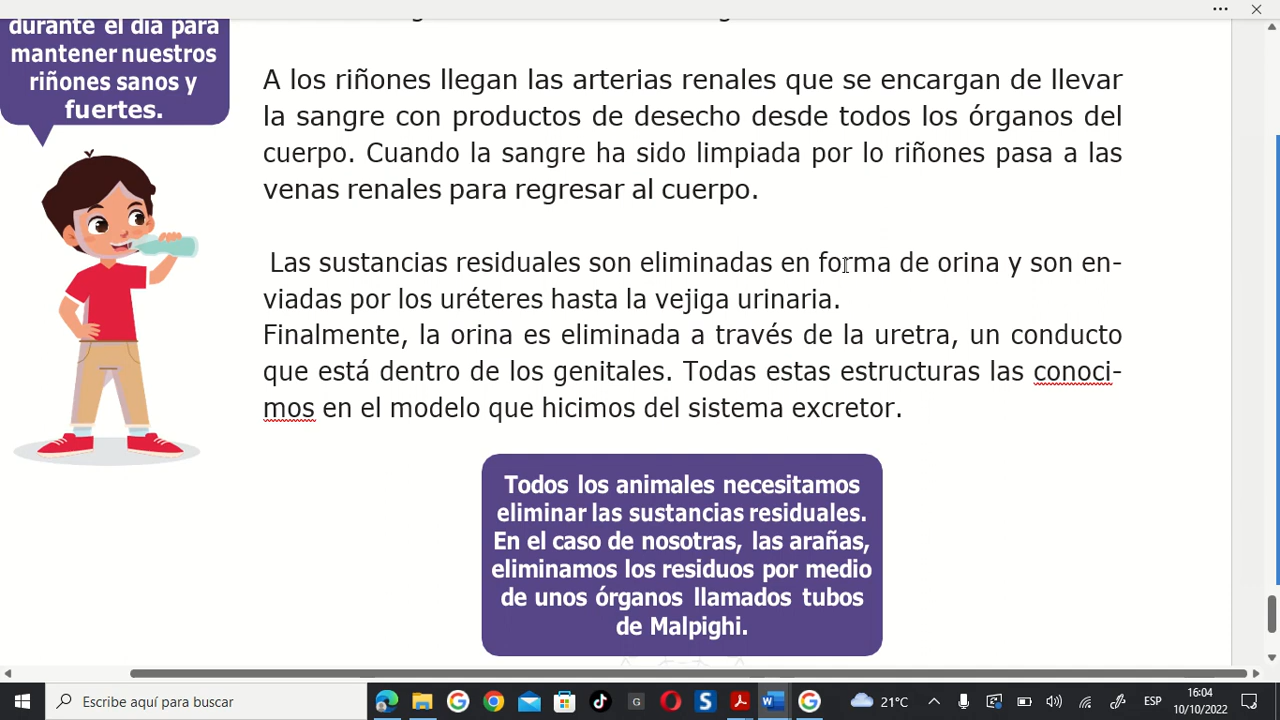 durante el día para
mantener nuestros
riñones sanos y
fuertes.
A los riñones llegan las arterias renales que se encargan de llevar
la sangre con productos de desecho desde todos los órganos del
cuerpo. Cuando la sangre ha sido limpiada por lo riñones pasa a las
venas renales para regresar al cuerpo.
Las sustancias residuales son eliminadas en forma de orina y son en-
viadas por los uréteres hasta la vejiga urinaria.
Finalmente, la orina es eliminada a través de la uretra, un conducto
que está dentro de los genitales. Todas estas estructuras las conoci-
mos en el modelo que hicimos del sistema excretor.
Todos los animales necesitamos
eliminar las sustancias residuales.
En el caso de nosotras, las arañas,
eliminamos los residuos por medio
de unos órganos llamados tubos
de Malpighi.
Escribe aquí para buscar
21°C
ESP
16:04
10/10/2022